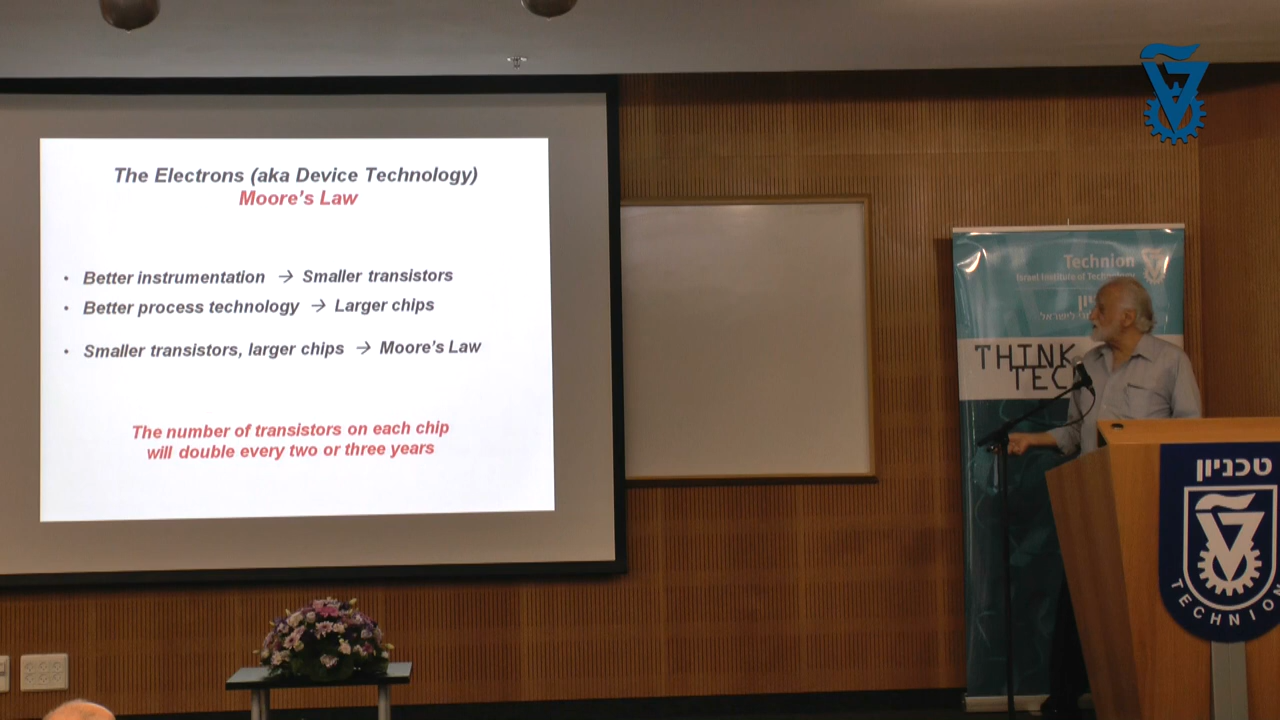 The Electrons (aka Device Technology)
Moore's Law
• Better instrumentation → Smaller transistors
• Better process technology → Larger chips
• Smaller transistors, larger chips → Moore's Law
The number of transistors on each chip
will double every two or three years
Technion
Israel Institute of Technology
THINK
TEC
טכניון
TECHNION